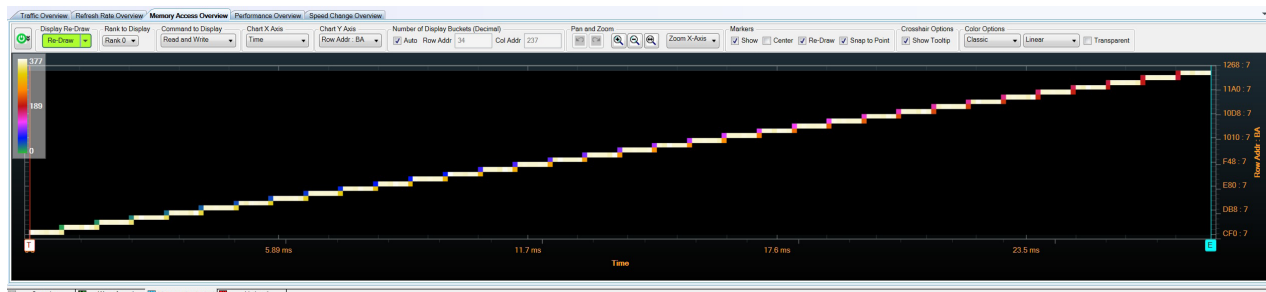 Traffic Overview Refresh Rate Overview Memory Access Overview Performance Overview Speed Change Overview
Display Re-Draw Rank to Display Command to Display Chart X Axis Chart Y Axis Number of Display Buckets (Decimal) Pan and Zoom Markers Crosshair Options Color Options
Re-Draw Rank 0 Read and Write Time Row Addr : BA Auto Row Addr 34 Col Addr 237 Zoom X-Axis Show Center Re-Draw Snap to Point Show Tooltip Classic Linear Transparent
377
189
0
1268 : 7
11A0 : 7
10D8 : 7
1010 : 7
F48 : 7
E80 : 7
DB8 : 7
CF0 : 7
Row Addr : BA
T
E
5.89 ms 11.7 ms 17.6 ms 23.5 ms
Time